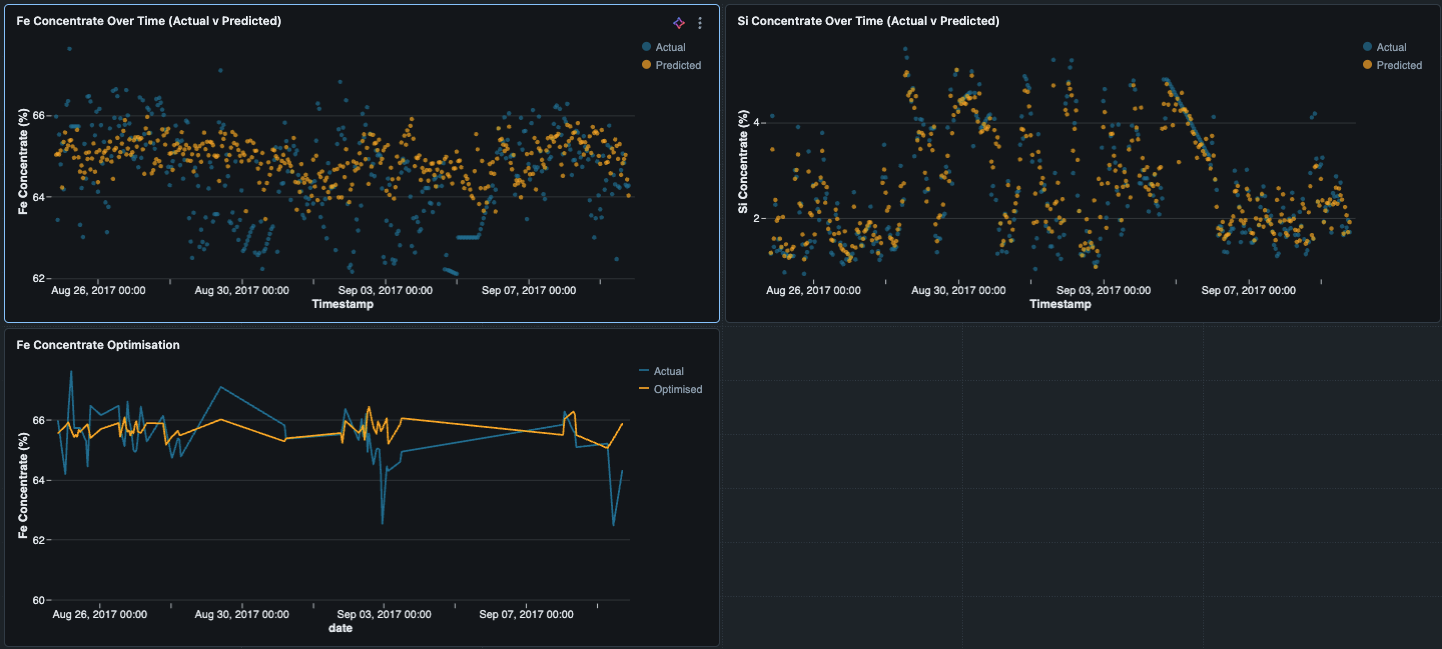 Fe Concentrate Over Time (Actual v Predicted)
Actual
Predicted
Fe Concentrate (%)
66
64
62
Aug 26, 2017 00:00
Aug 30, 2017 00:00
Sep 03, 2017 00:00
Sep 07, 2017 00:00
Timestamp
Si Concentrate Over Time (Actual v Predicted)
Actual
Predicted
Si Concentrate (%)
4
2
Aug 26, 2017 00:00
Aug 30, 2017 00:00
Sep 03, 2017 00:00
Sep 07, 2017 00:00
Timestamp
Fe Concentrate Optimisation
Actual
Optimised
Fe Concentrate (%)
66
64
62
60
Aug 26, 2017 00:00
Aug 30, 2017 00:00
Sep 03, 2017 00:00
Sep 07, 2017 00:00
date